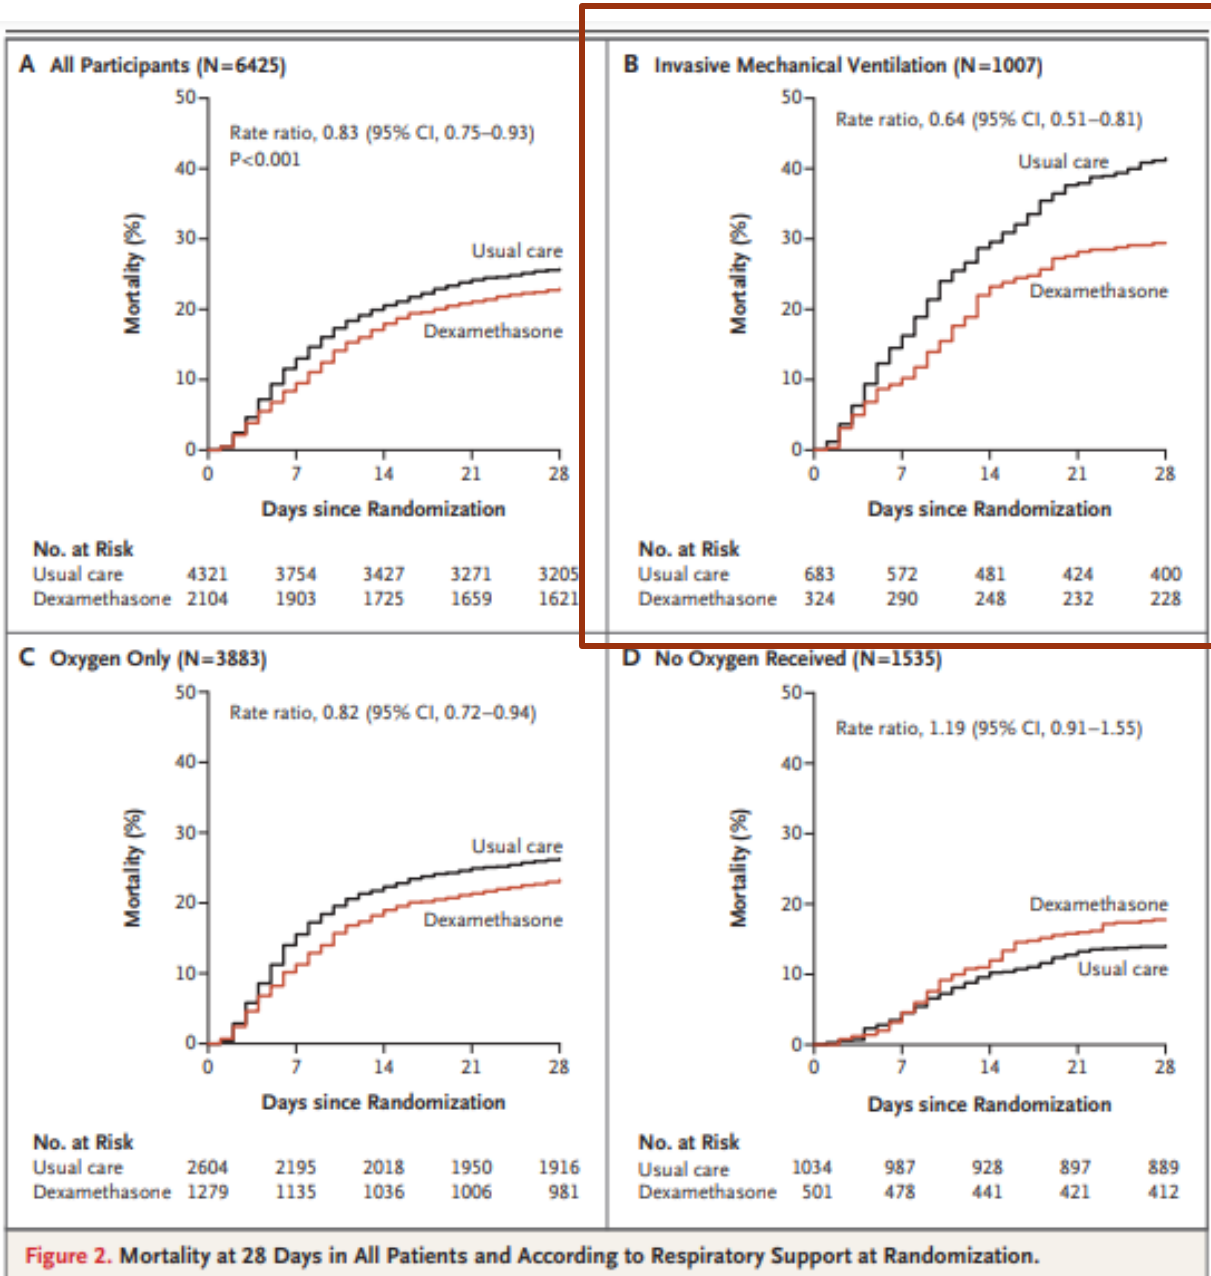 A All Participants (N=6425)
50
Rate ratio, 0.83 (95% CI, 0.75–0.93)
P<0.001
40
30
20
10
0
Mortality (%)
Usual care
Dexamethasone
0 7 14 21 28
Days since Randomization
No. at Risk
Usual care 4321 3754 3427 3271 3205
Dexamethasone 2104 1903 1725 1659 1621
B Invasive Mechanical Ventilation (N=1007)
50
Rate ratio, 0.64 (95% CI, 0.51–0.81)
40
30
20
10
0
Mortality (%)
Usual care
Dexamethasone
0 7 14 21 28
Days since Randomization
No. at Risk
Usual care 683 572 481 424 400
Dexamethasone 324 290 248 232 228
C Oxygen Only (N=3883)
50
Rate ratio, 0.82 (95% CI, 0.72–0.94)
40
30
20
10
0
Mortality (%)
Usual care
Dexamethasone
0 7 14 21 28
Days since Randomization
No. at Risk
Usual care 2604 2195 2018 1950 1916
Dexamethasone 1279 1135 1036 1006 981
D No Oxygen Received (N=1535)
50
Rate ratio, 1.19 (95% CI, 0.91–1.55)
40
30
20
10
0
Mortality (%)
Dexamethasone
Usual care
0 7 14 21 28
Days since Randomization
No. at Risk
Usual care 1034 987 928 897 889
Dexamethasone 501 478 441 421 412
Figure 2. Mortality at 28 Days in All Patients and According to Respiratory Support at Randomization.